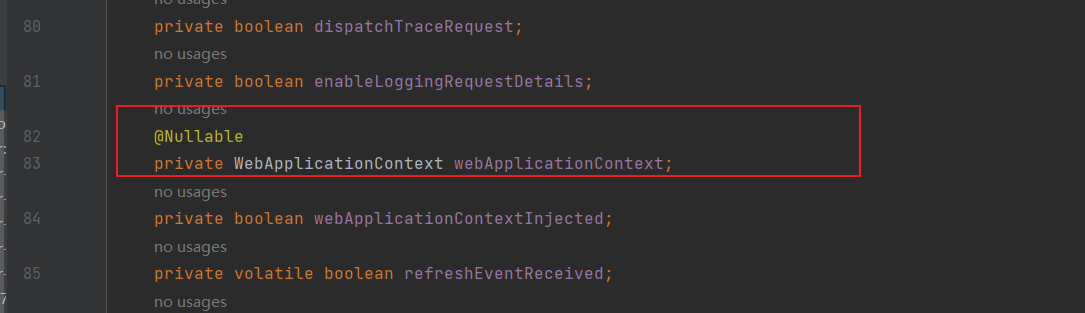 no usages
80 private boolean dispatchTraceRequest;
no usages
81 private boolean enableLoggingRequestDetails;
no usages
82 @Nullable
83 private WebApplicationContext webApplicationContext;
no usages
84 private boolean webApplicationContextInjected;
no usages
85 private volatile boolean refreshEventReceived;
no usages